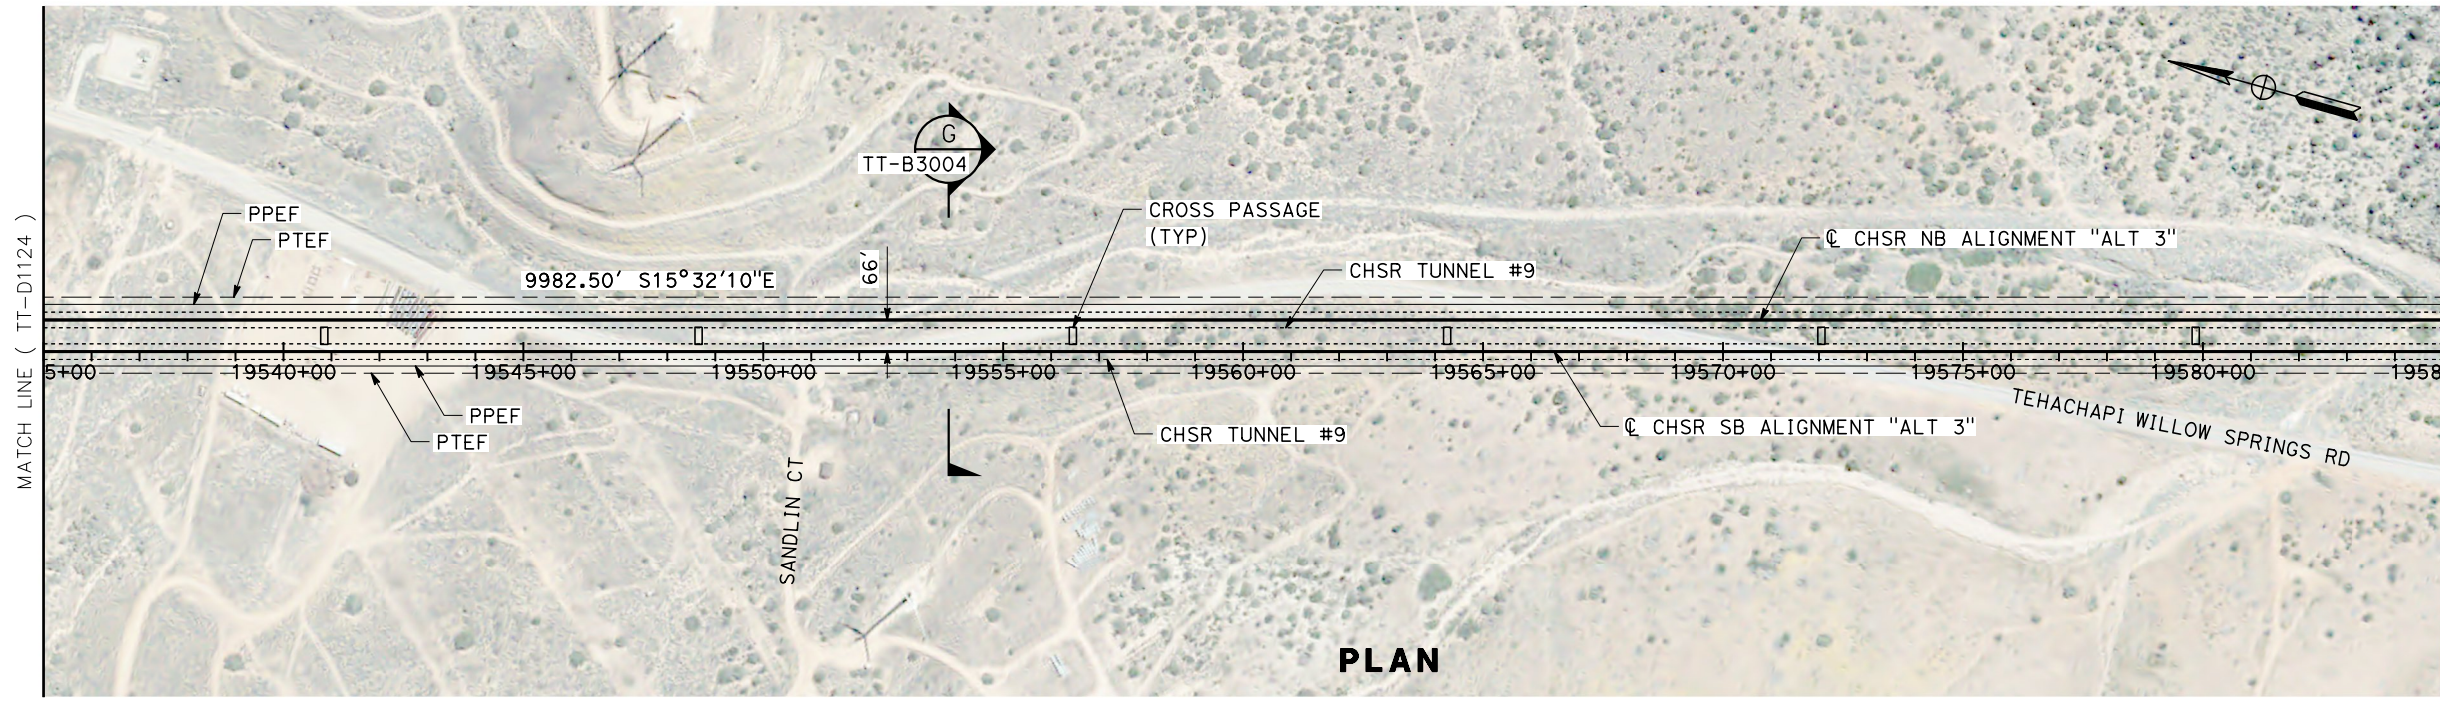 MATCH LINE ( TT-D1124 )
G
TT-B3004
PPEF
PTEF
CROSS PASSAGE
(TYP)
℄ CHSR NB ALIGNMENT "ALT 3"
66'
CHSR TUNNEL #9
9982.50' S15°32'10"E
5+00
19540+00
19545+00
19550+00
19555+00
19560+00
19565+00
19570+00
19575+00
19580+00
1958
PPEF
PTEF
CHSR TUNNEL #9
℄ CHSR SB ALIGNMENT "ALT 3"
TEHACHAPI WILLOW SPRINGS RD
SANDLIN CT
PLAN